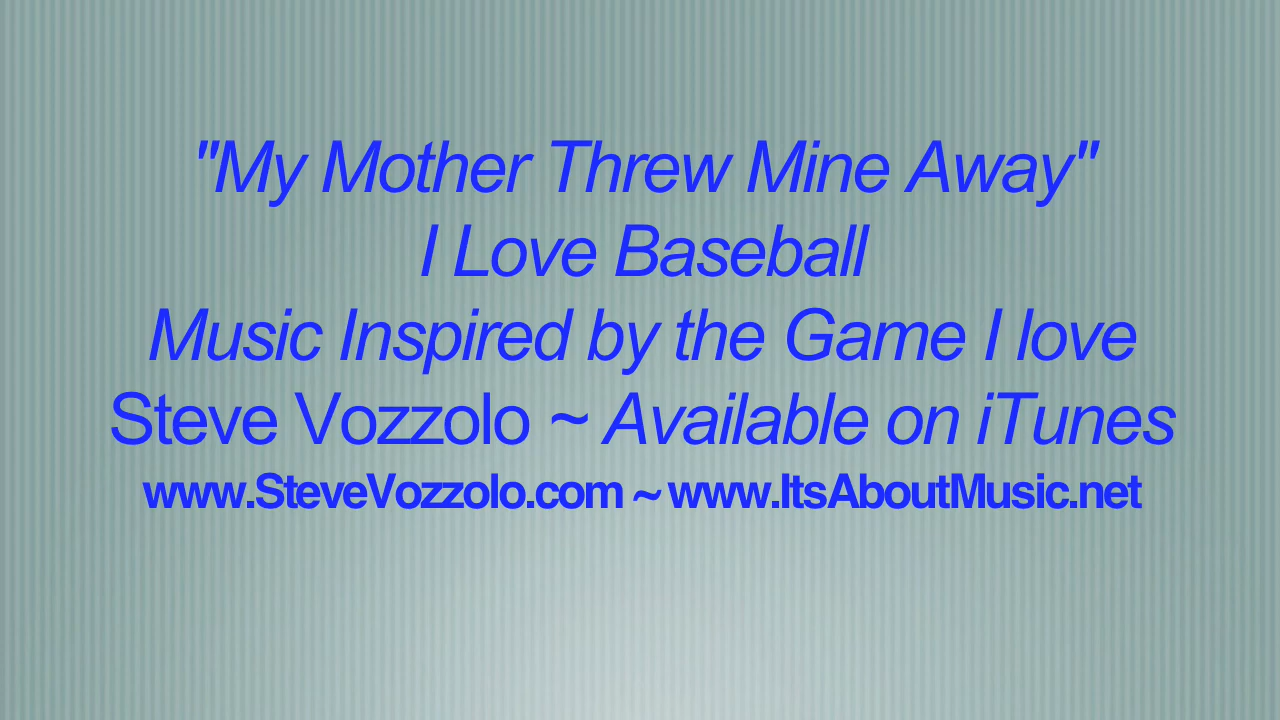 "My Mother Threw Mine Away"
I Love Baseball
Music Inspired by the Game I love
Steve Vozzolo ~ Available on iTunes
www.SteveVozzolo.com ~ www.ItsAboutMusic.net